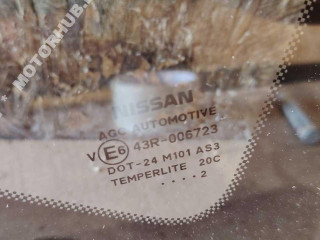 MOTORHUB.
NISSAN
AGC AUTOMOTIVE
V E6 43R-006723
DOT-24 M101 AS3
TEMPERLITE 20C
....2